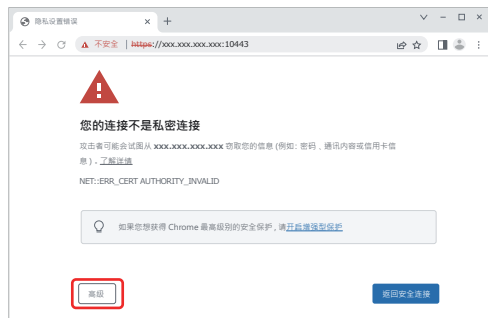 隐私设置错误
不安全 | https://xxx.xxx.xxx.xxx:10443
您的连接不是私密连接
攻击者可能会试图从 xxx.xxx.xxx.xxx 窃取您的信息 (例如: 密码、通讯内容或信用卡信
息)。了解详情
NET::ERR_CERT AUTHORITY_INVALID
如果您想获得 Chrome 最高级别的安全保护, 请开启增强型保护
高级
返回安全连接